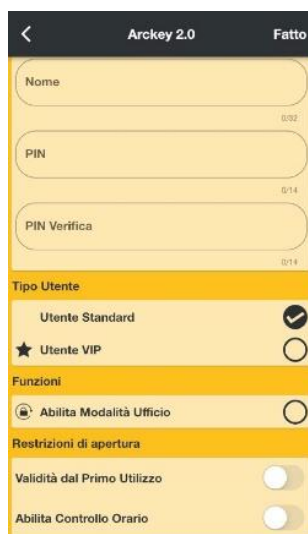 Arckey 2.0 Fatto
Nome
0/32
PIN
0/14
PIN Verifica
0/14
Tipo Utente
Utente Standard
Utente VIP
Funzioni
Abilita Modalità Ufficio
Restrizioni di apertura
Validità dal Primo Utilizzo
Abilita Controllo Orario